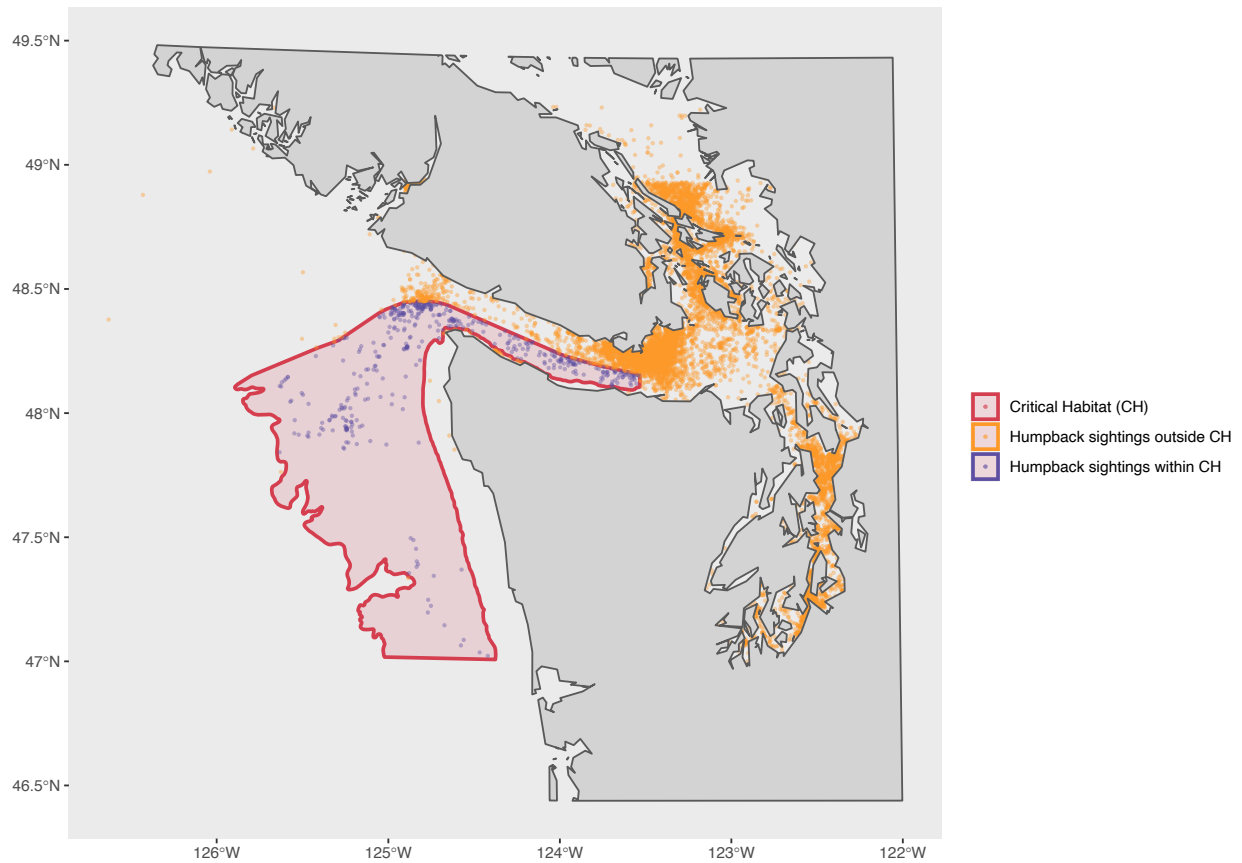 49.5°N
49°N
48.5°N
48°N
47.5°N
47°N
46.5°N
126°W
125°W
124°W
123°W
122°W
Critical Habitat (CH)
Humpback sightings outside CH
Humpback sightings within CH